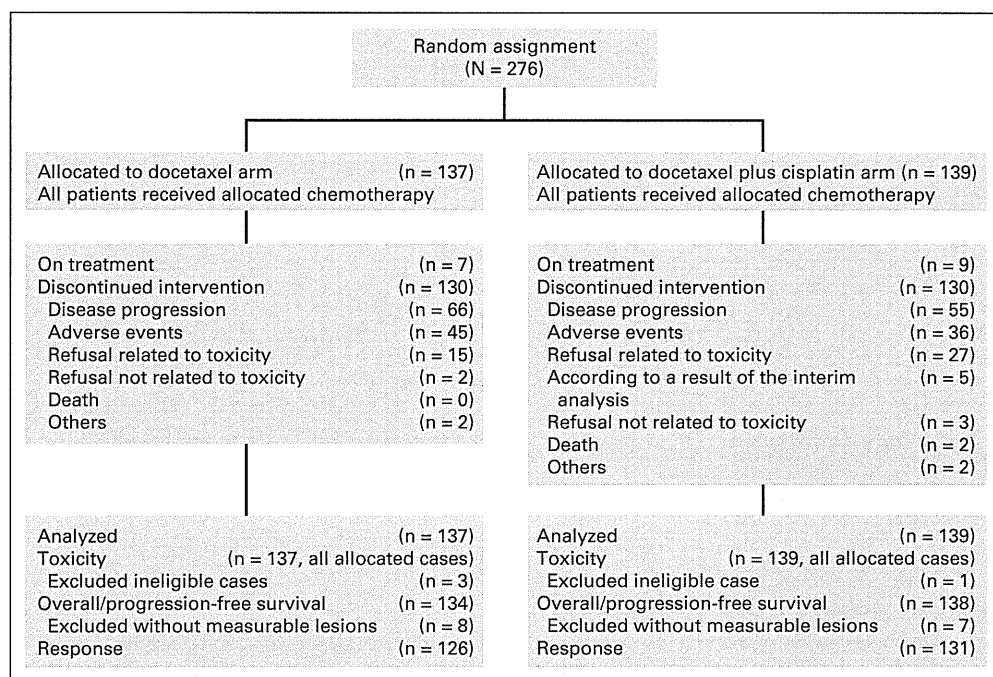 Random assignment
(N = 276)
Allocated to docetaxel arm (n = 137)
All patients received allocated chemotherapy
Allocated to docetaxel plus cisplatin arm (n = 139)
All patients received allocated chemotherapy
On treatment (n = 7)
Discontinued intervention (n = 130)
Disease progression (n = 66)
Adverse events (n = 45)
Refusal related to toxicity (n = 15)
Refusal not related to toxicity (n = 2)
Death (n = 0)
Others (n = 2)
On treatment (n = 9)
Discontinued intervention (n = 130)
Disease progression (n = 55)
Adverse events (n = 36)
Refusal related to toxicity (n = 27)
According to a result of the interim (n = 5)
analysis
Refusal not related to toxicity (n = 3)
Death (n = 2)
Others (n = 2)
Analyzed (n = 137)
Toxicity (n = 137, all allocated cases)
Excluded ineligible cases (n = 3)
Overall/progression-free survival (n = 134)
Excluded without measurable lesions (n = 8)
Response (n = 126)
Analyzed (n = 139)
Toxicity (n = 139, all allocated cases)
Excluded ineligible case (n = 1)
Overall/progression-free survival (n = 138)
Excluded without measurable lesions (n = 7)
Response (n = 131)